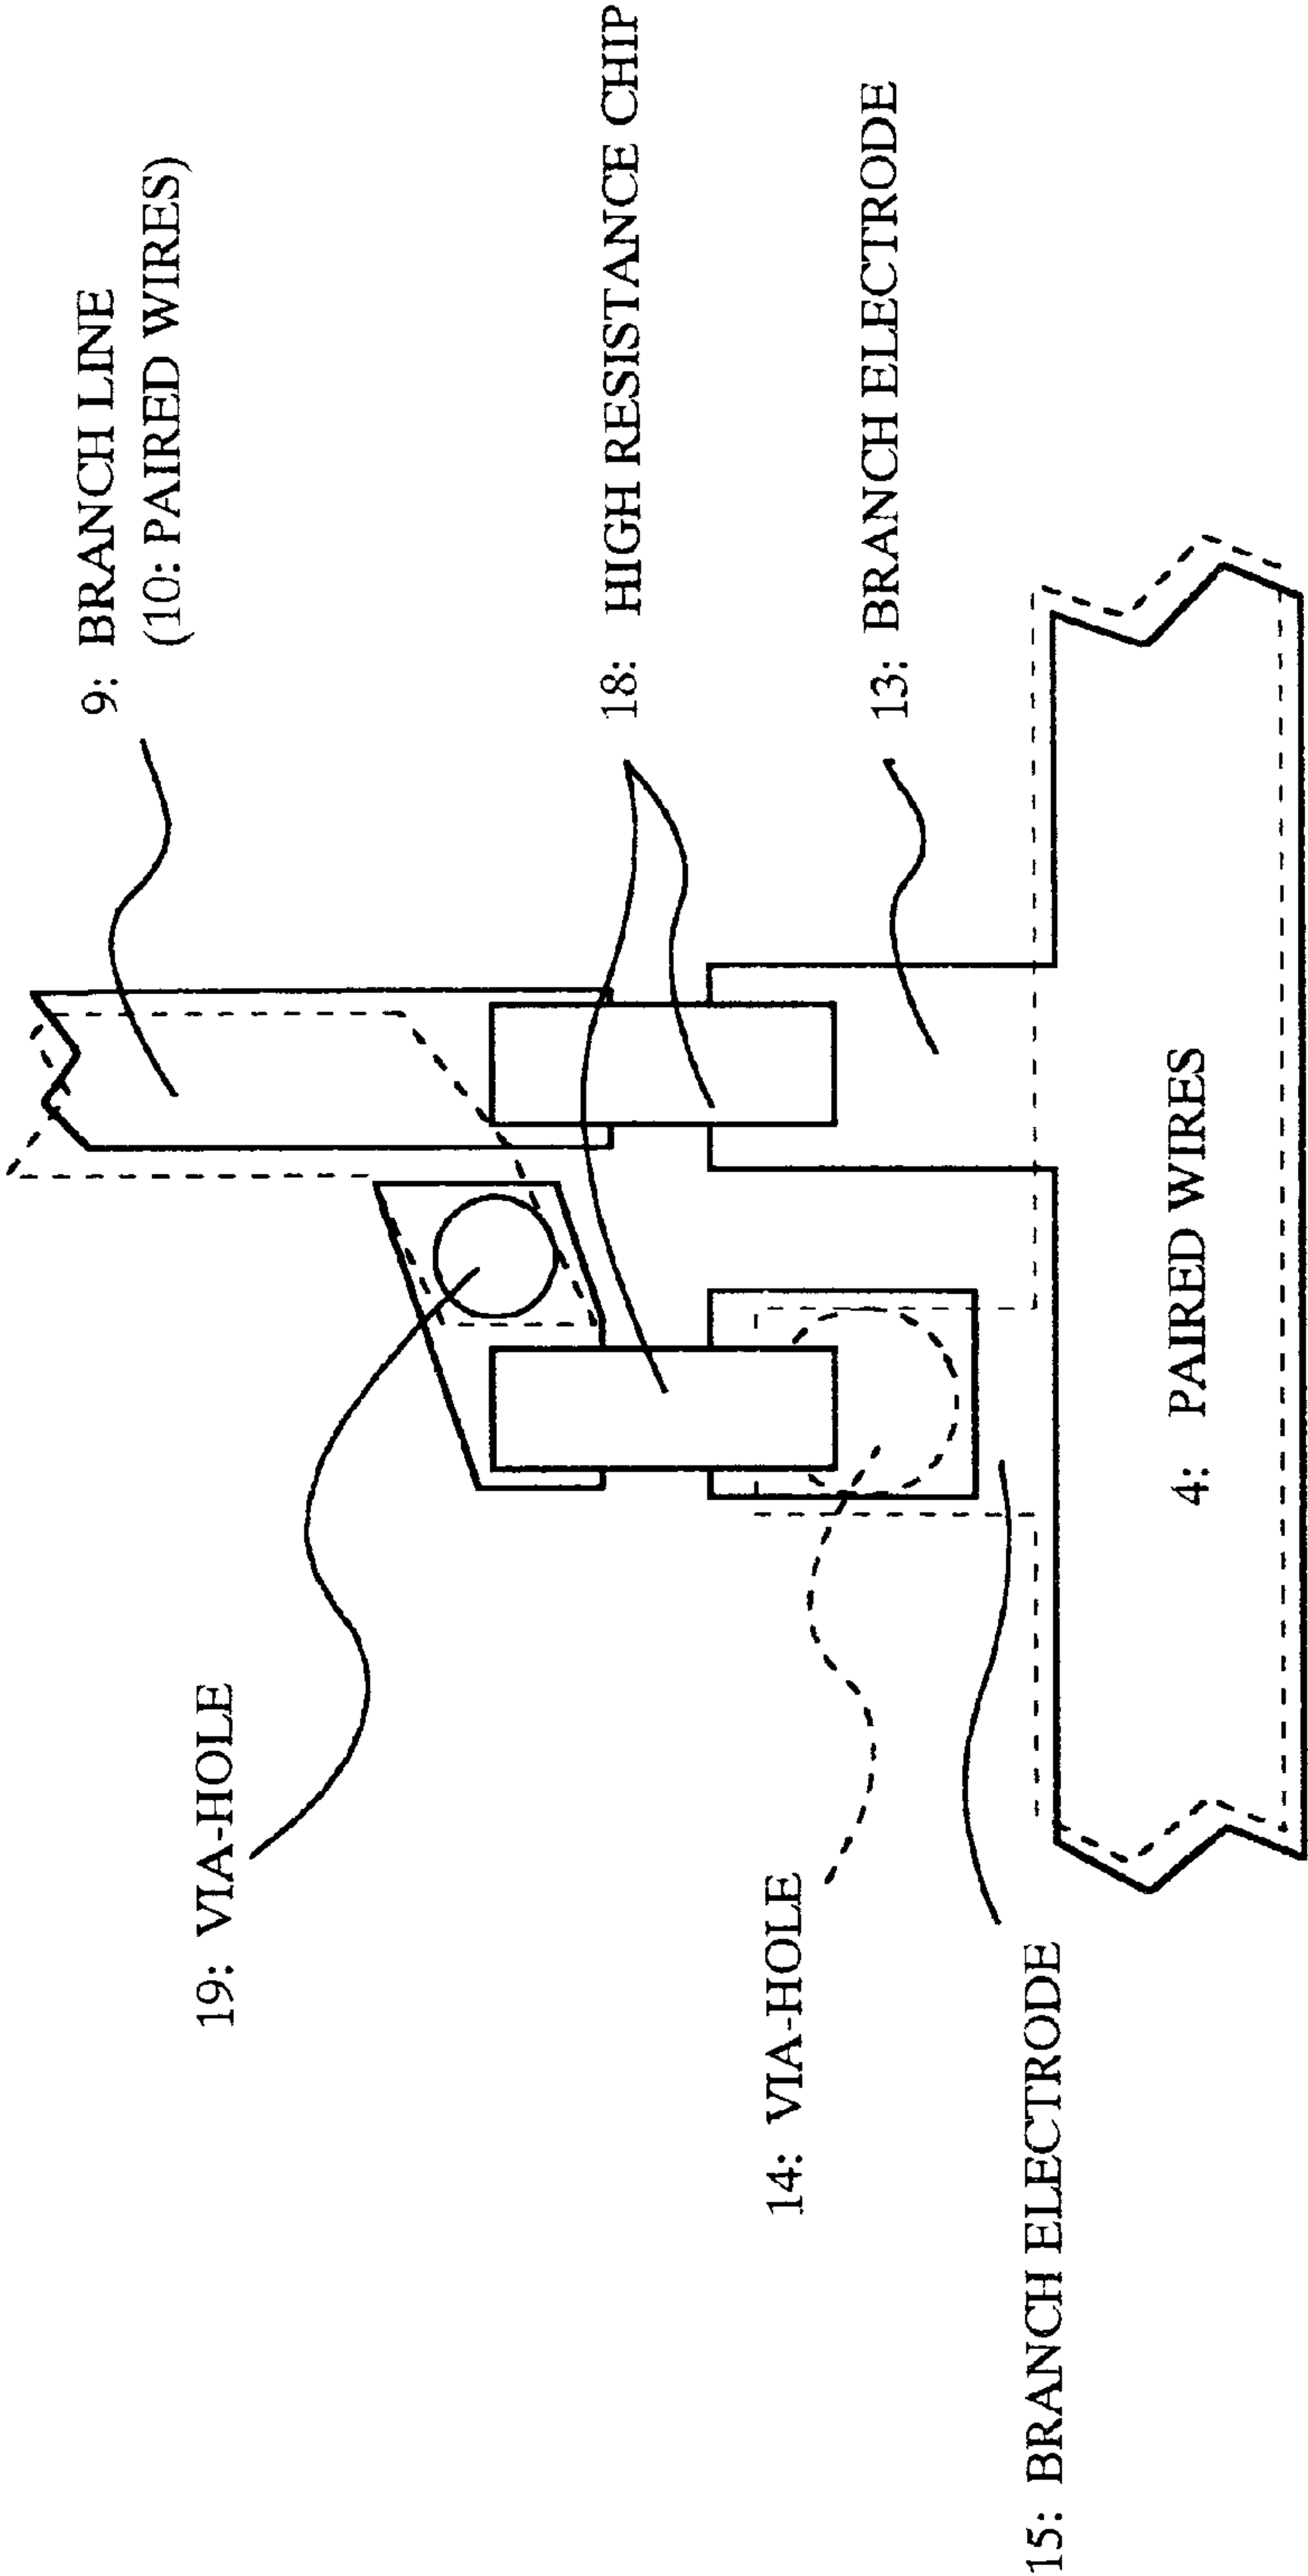 9: BRANCH LINE
(10: PAIRED WIRES)
18: HIGH RESISTANCE CHIP
13: BRANCH ELECTRODE
4: PAIRED WIRES
19: VIA-HOLE
14: VIA-HOLE
15: BRANCH ELECTRODE